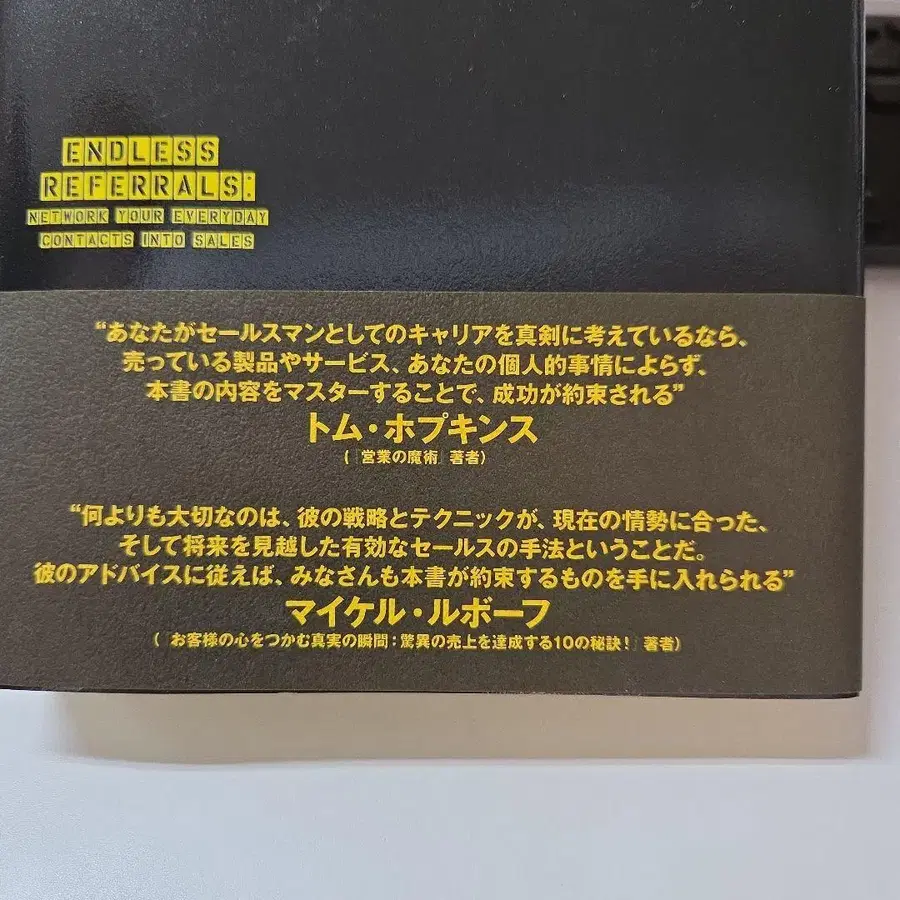 ENDLESS
REFERRALS:
NETWORK YOUR EVERYDAY
CONTACTS INTO SALES
“あなたがセールスマンとしてのキャリアを真剣に考えているなら、
売っている製品やサービス、あなたの個人的事情によらず、
本書の内容をマスターすることで、成功が約束される”
トム・ホプキンス
(『営業の魔術』著者)
“何よりも大切なのは、彼の戦略とテクニックが、現在の情勢に合った、
そして将来を見越した有効なセールスの手法ということだ。
彼のアドバイスに従えば、みなさんも本書が約束するものを手に入れられる”
マイケル・ルボーフ
(『お客様の心をつかむ真実の瞬間：驚異の売上を達成する10の秘訣！』著者)